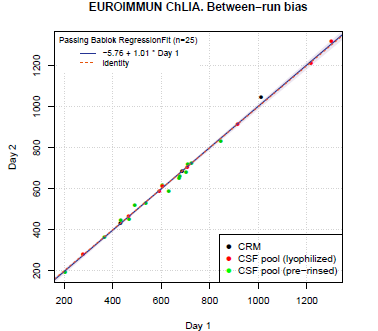 EUROIMMUN ChLIA. Between-run bias
Passing Bablok RegressionFit (n=25)
−5.76 + 1.01 * Day 1
identity
Day 2
1200
1000
800
600
400
200
CRM
CSF pool (lyophilized)
CSF pool (pre−rinsed)
200 400 600 800 1000 1200
Day 1